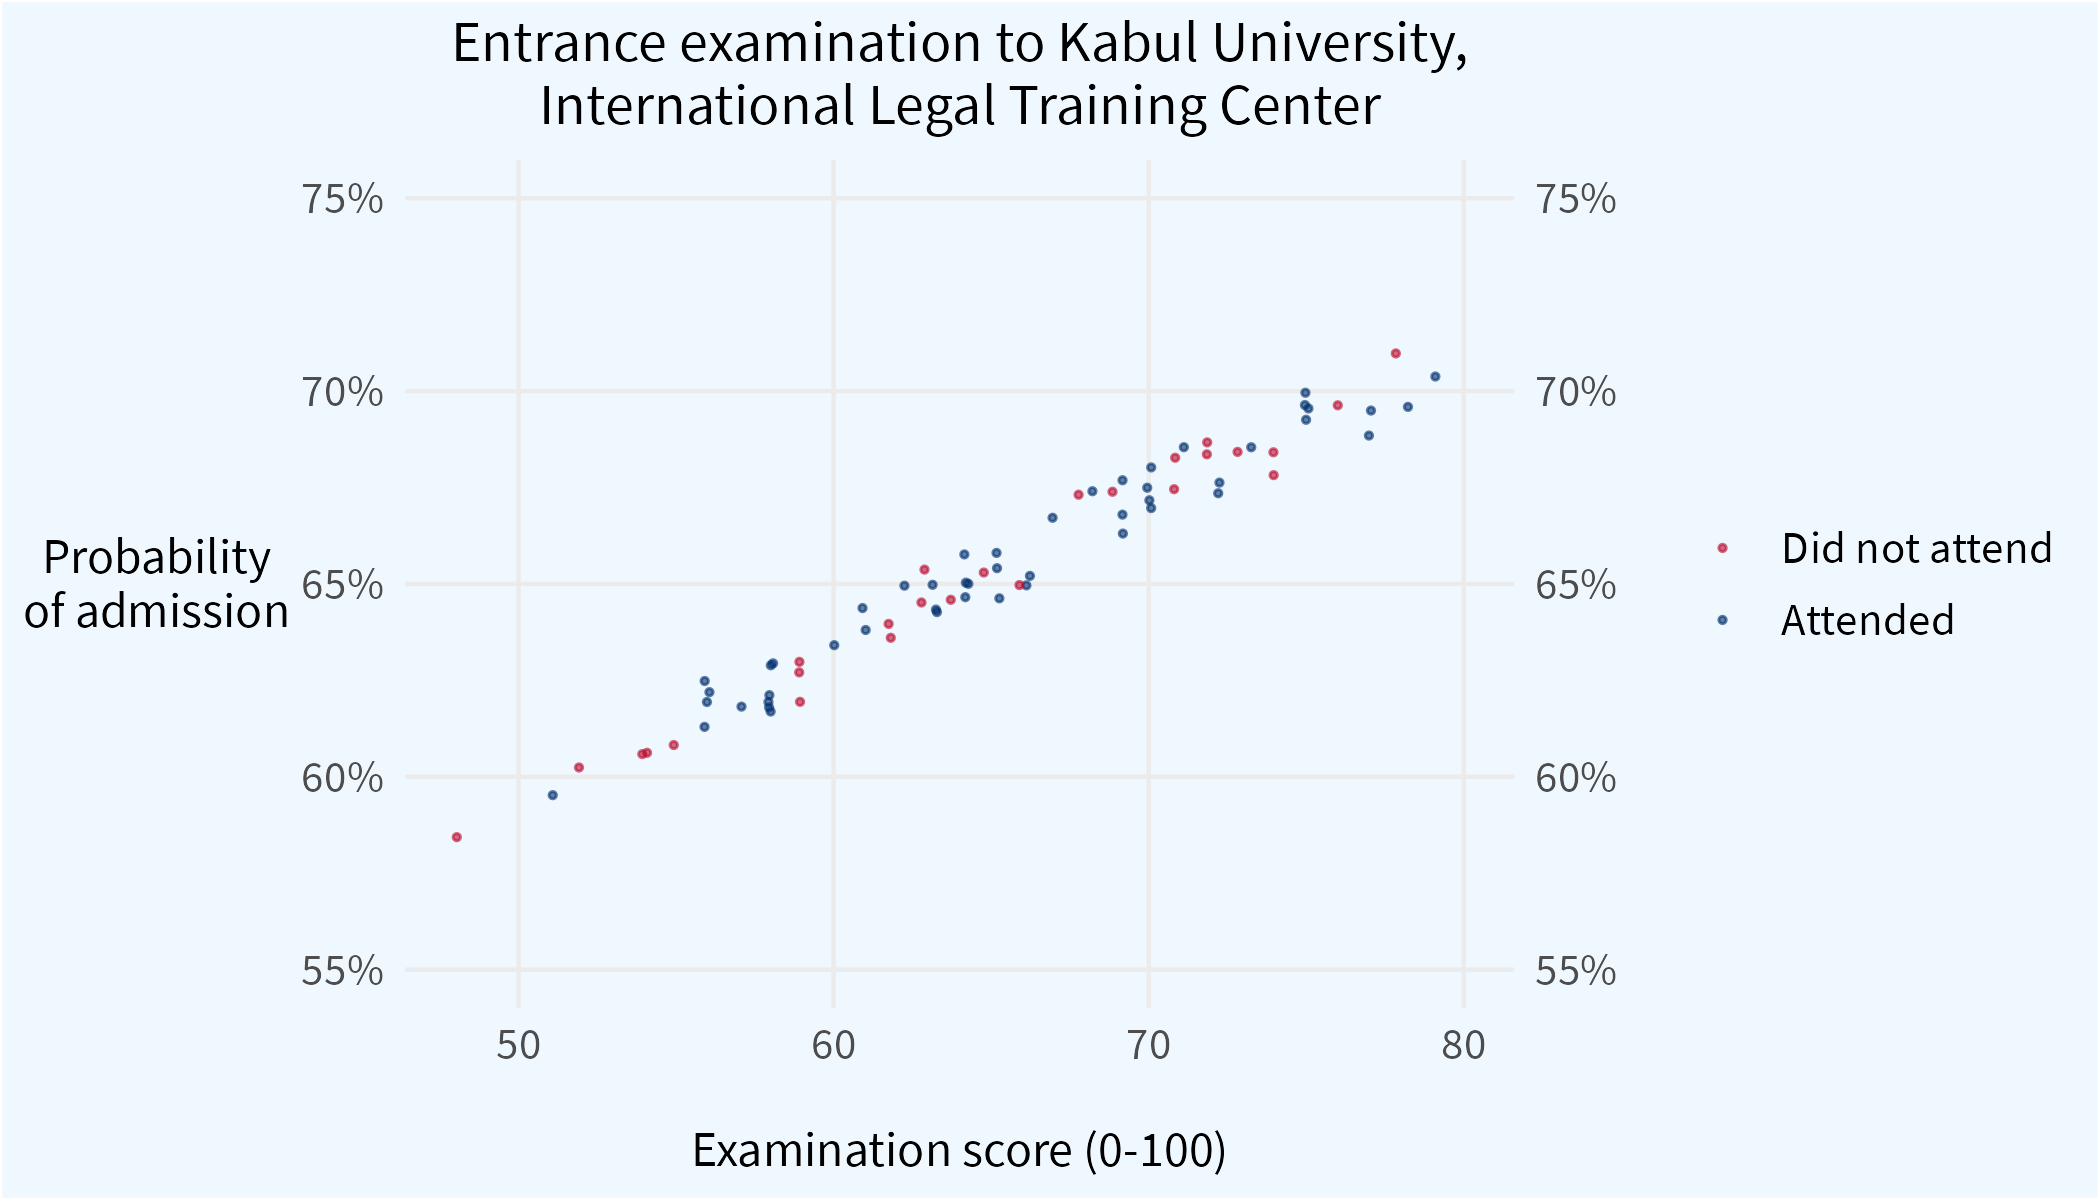 Entrance examination to Kabul University,
International Legal Training Center
75%
75%
70%
70%
Probability
of admission
65%
65%
Did not attend
Attended
60%
60%
55%
55%
50
60
70
80
Examination score (0-100)